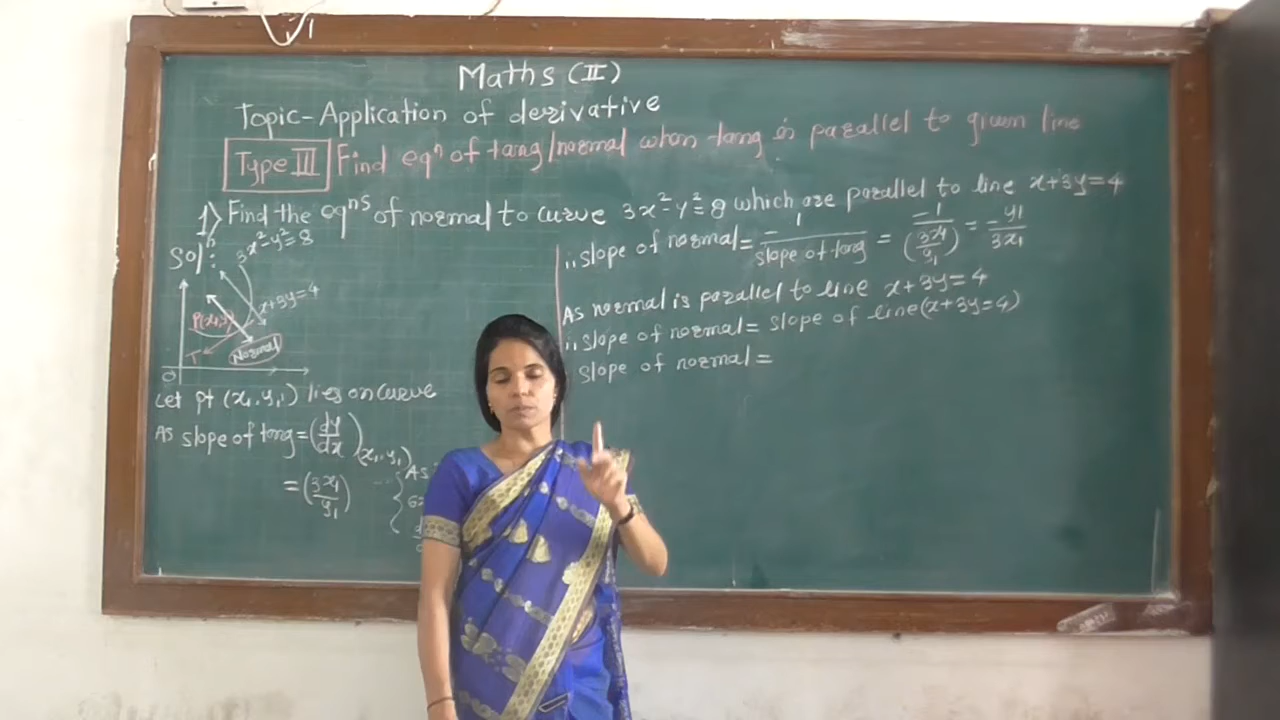 Maths (II)
Topic-Application of derivative
Type III Find eqⁿ of tang/normal when tang is parallel to given line
1) Find the eqⁿˢ of normal to curve 3x²-y²=8 which are parallel to line x+3y=4
Solⁿ:
3x²-y²=8
x+3y=4
P(x₁,y₁)
T
Normal
O
Let pt (x₁,y₁) lies on curve
As slope of tang = (dy/dx)(x₁,y₁)
= (3x₁/y₁)
As
∴ slope of normal = -1/slope of tang = -1/(3x₁/y₁) = -y₁/3x₁
As normal is parallel to line x+3y=4
∴ slope of normal = slope of line (x+3y=4)
slope of normal =